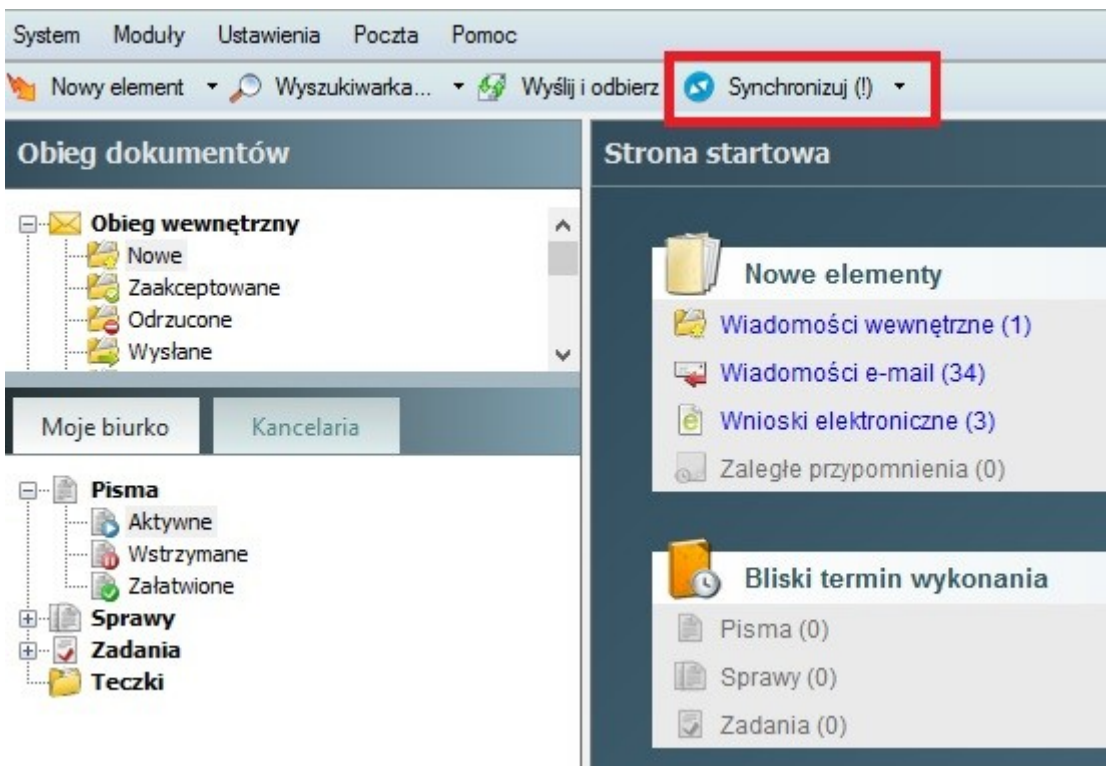 System Moduły Ustawienia Poczta Pomoc
Nowy element Wyszukiwarka... Wyślij i odbierz Synchronizuj (!)
Obieg dokumentów
Obieg wewnętrzny
Nowe
Zaakceptowane
Odrzucone
Wysłane
Moje biurko Kancelaria
Pisma
Aktywne
Wstrzymane
Załatwione
Sprawy
Zadania
Teczki
Strona startowa
Nowe elementy
Wiadomości wewnętrzne (1)
Wiadomości e-mail (34)
Wnioski elektroniczne (3)
Zaległe przypomnienia (0)
Bliski termin wykonania
Pisma (0)
Sprawy (0)
Zadania (0)